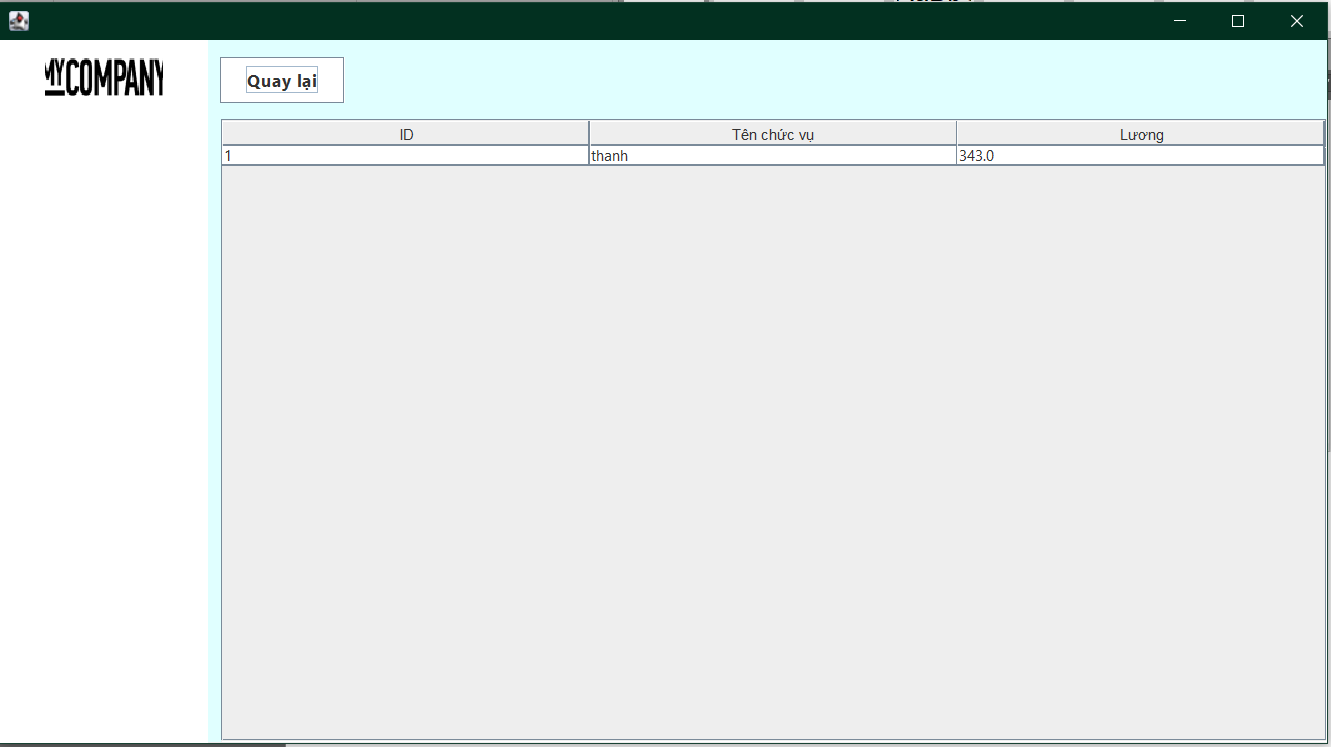 MYCOMPANY
Quay lại
ID Tên chức vụ Lương
1 thanh 343.0